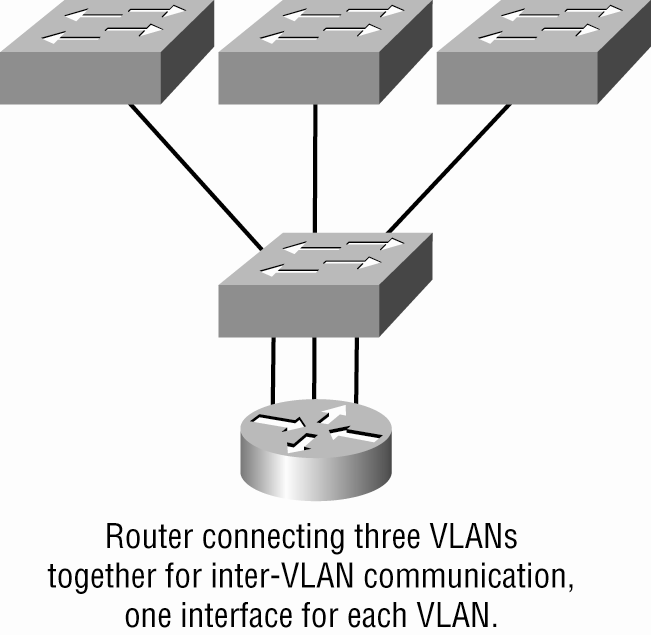 Router connecting three VLANs
together for inter-VLAN communication,
one interface for each VLAN.